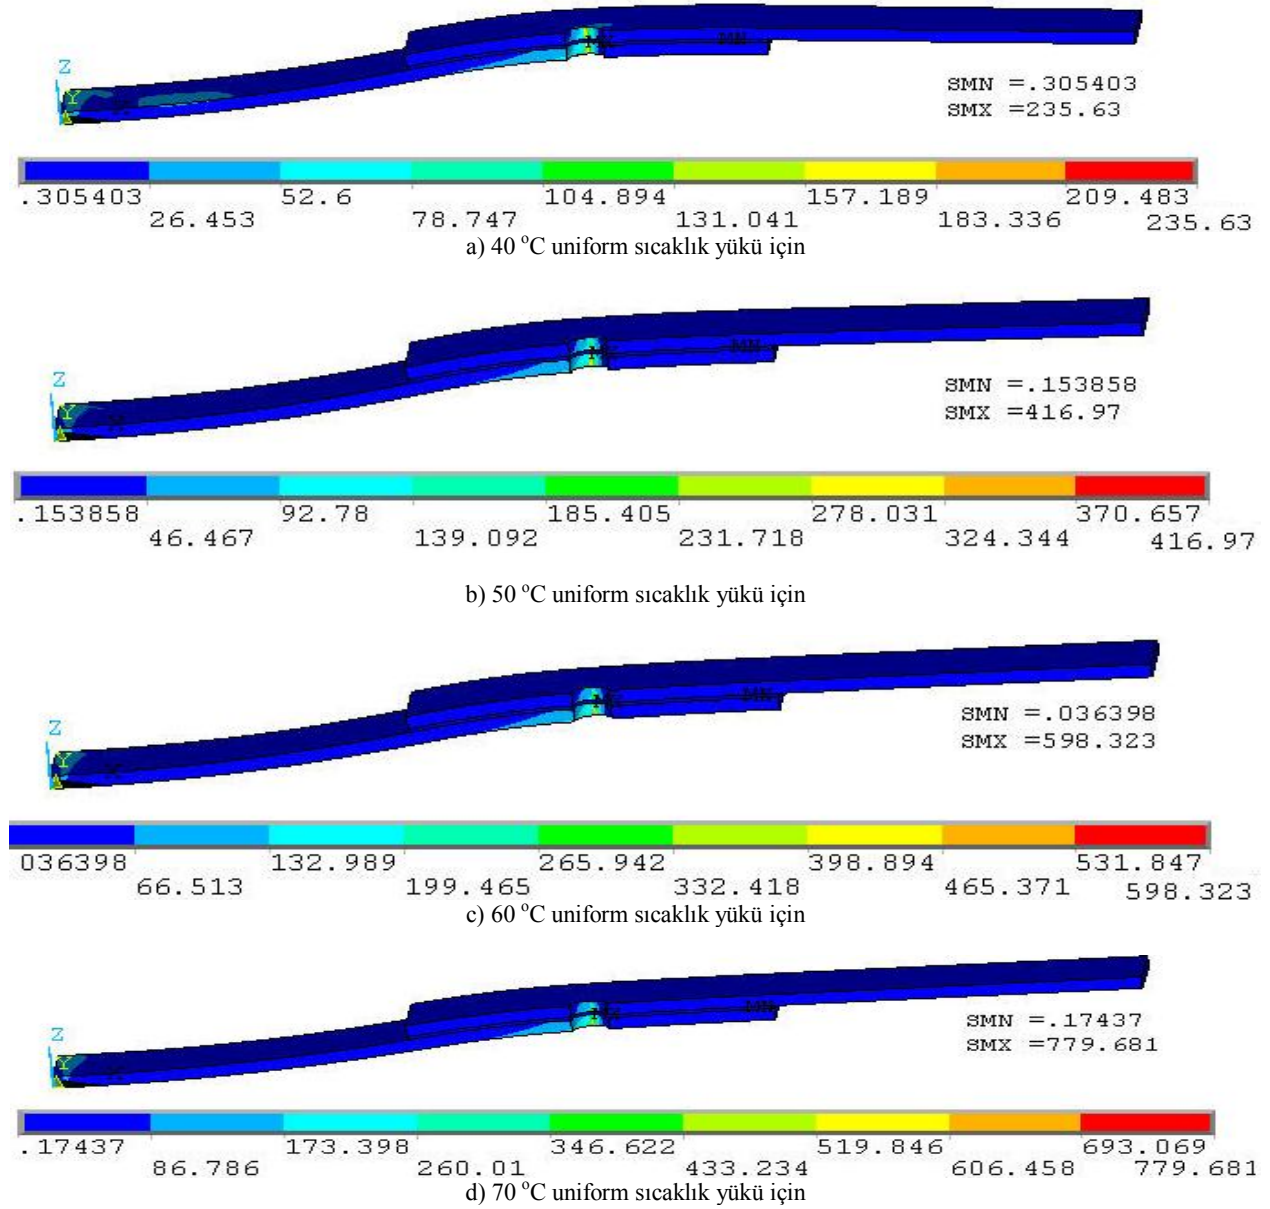 MX
MN
Z
Y
X
SMN =.305403
SMX =235.63
.305403 52.6 104.894 157.189 209.483
26.453 78.747 131.041 183.336 235.63
a) 40 °C uniform sıcaklık yükü için
MX
MN
Z
Y
X
SMN =.153858
SMX =416.97
.153858 92.78 185.405 278.031 370.657
46.467 139.092 231.718 324.344 416.97
b) 50 °C uniform sıcaklık yükü için
MX
MN
Z
Y
X
SMN =.036398
SMX =598.323
036398 132.989 265.942 398.894 531.847
66.513 199.465 332.418 465.371 598.323
c) 60 °C uniform sıcaklık yükü için
MX
MN
Z
Y
X
SMN =.17437
SMX =779.681
.17437 173.398 346.622 519.846 693.069
86.786 260.01 433.234 606.458 779.681
d) 70 °C uniform sıcaklık yükü için